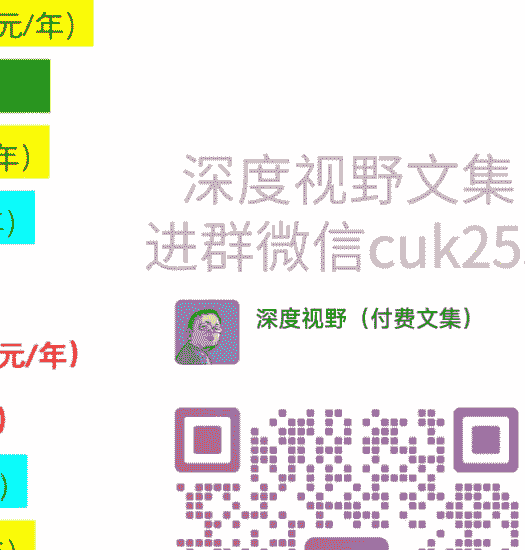 元/年）
年）
）
深度视野文集
进群微信cuk25
深度视野（付费文集）
元/年）
）
）